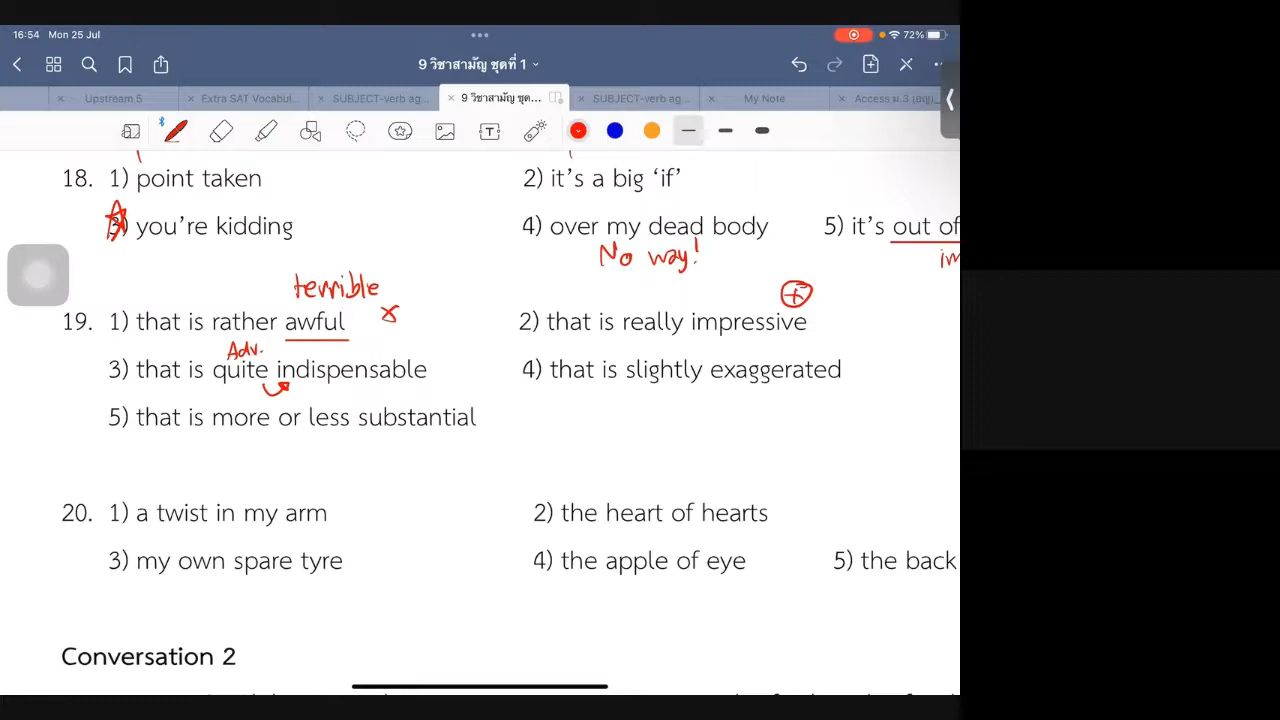 16:54 Mon 25 Jul 72%
9 วิชาสามัญ ชุดที่ 1
Upstream 5 Extra SAT Vocabul... SUBJECT-verb ag... 9 วิชาสามัญ ชุด... SUBJECT-verb ag... My Note Access ม.3 (อญ)_
18. 1) point taken 2) it's a big 'if'
3) you're kidding 4) over my dead body 5) it's out of
No way! im
terrible
19. 1) that is rather awful 2) that is really impressive
Adv.
3) that is quite indispensable 4) that is slightly exaggerated
5) that is more or less substantial
20. 1) a twist in my arm 2) the heart of hearts
3) my own spare tyre 4) the apple of eye 5) the back
Conversation 2